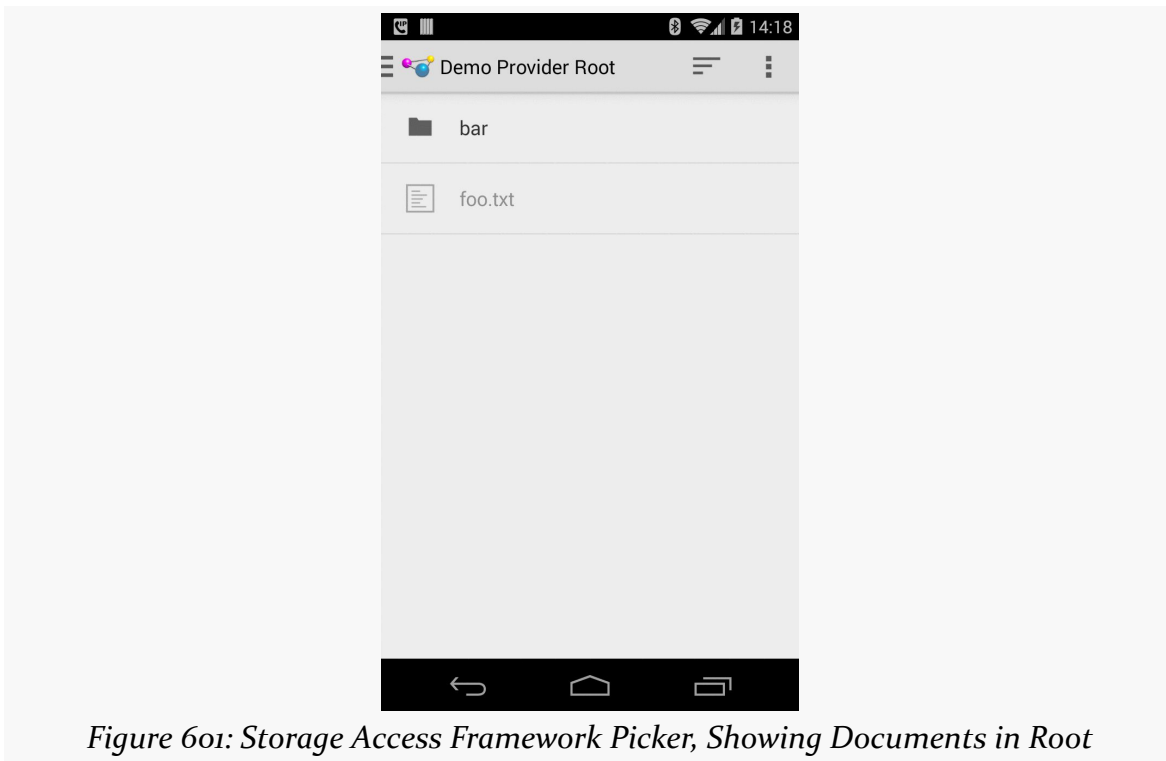 14:18
Demo Provider Root
bar
foo.txt
Figure 601: Storage Access Framework Picker, Showing Documents in Root